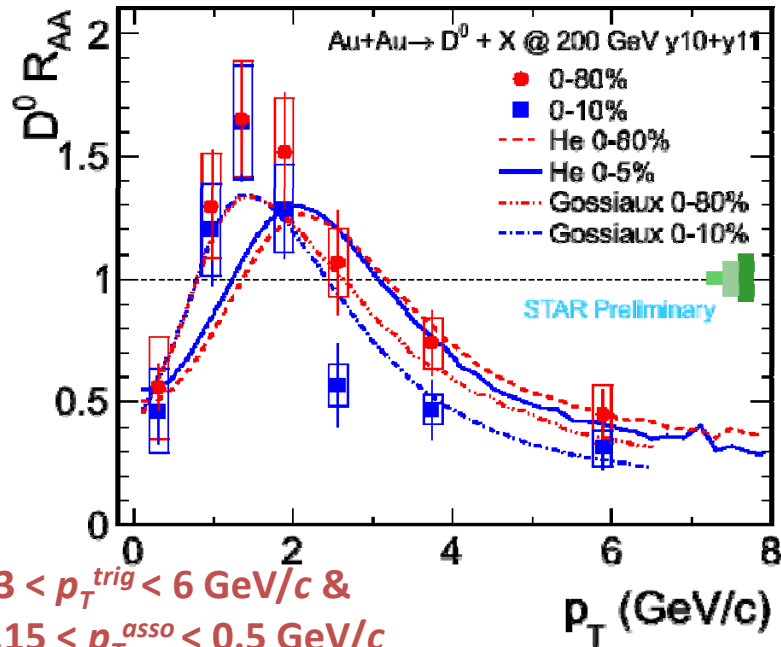 Au+Au→ D⁰ + X @ 200 GeV y10+y11
0-80%
0-10%
He 0-80%
He 0-5%
Gossiaux 0-80%
Gossiaux 0-10%
STAR Preliminary
D⁰ R_AA
2
1.5
1
0.5
0
0 2 4 6 8
p_T (GeV/c)
3 < p_T^trig < 6 GeV/c &
.15 < p_T^asso < 0.5 GeV/c